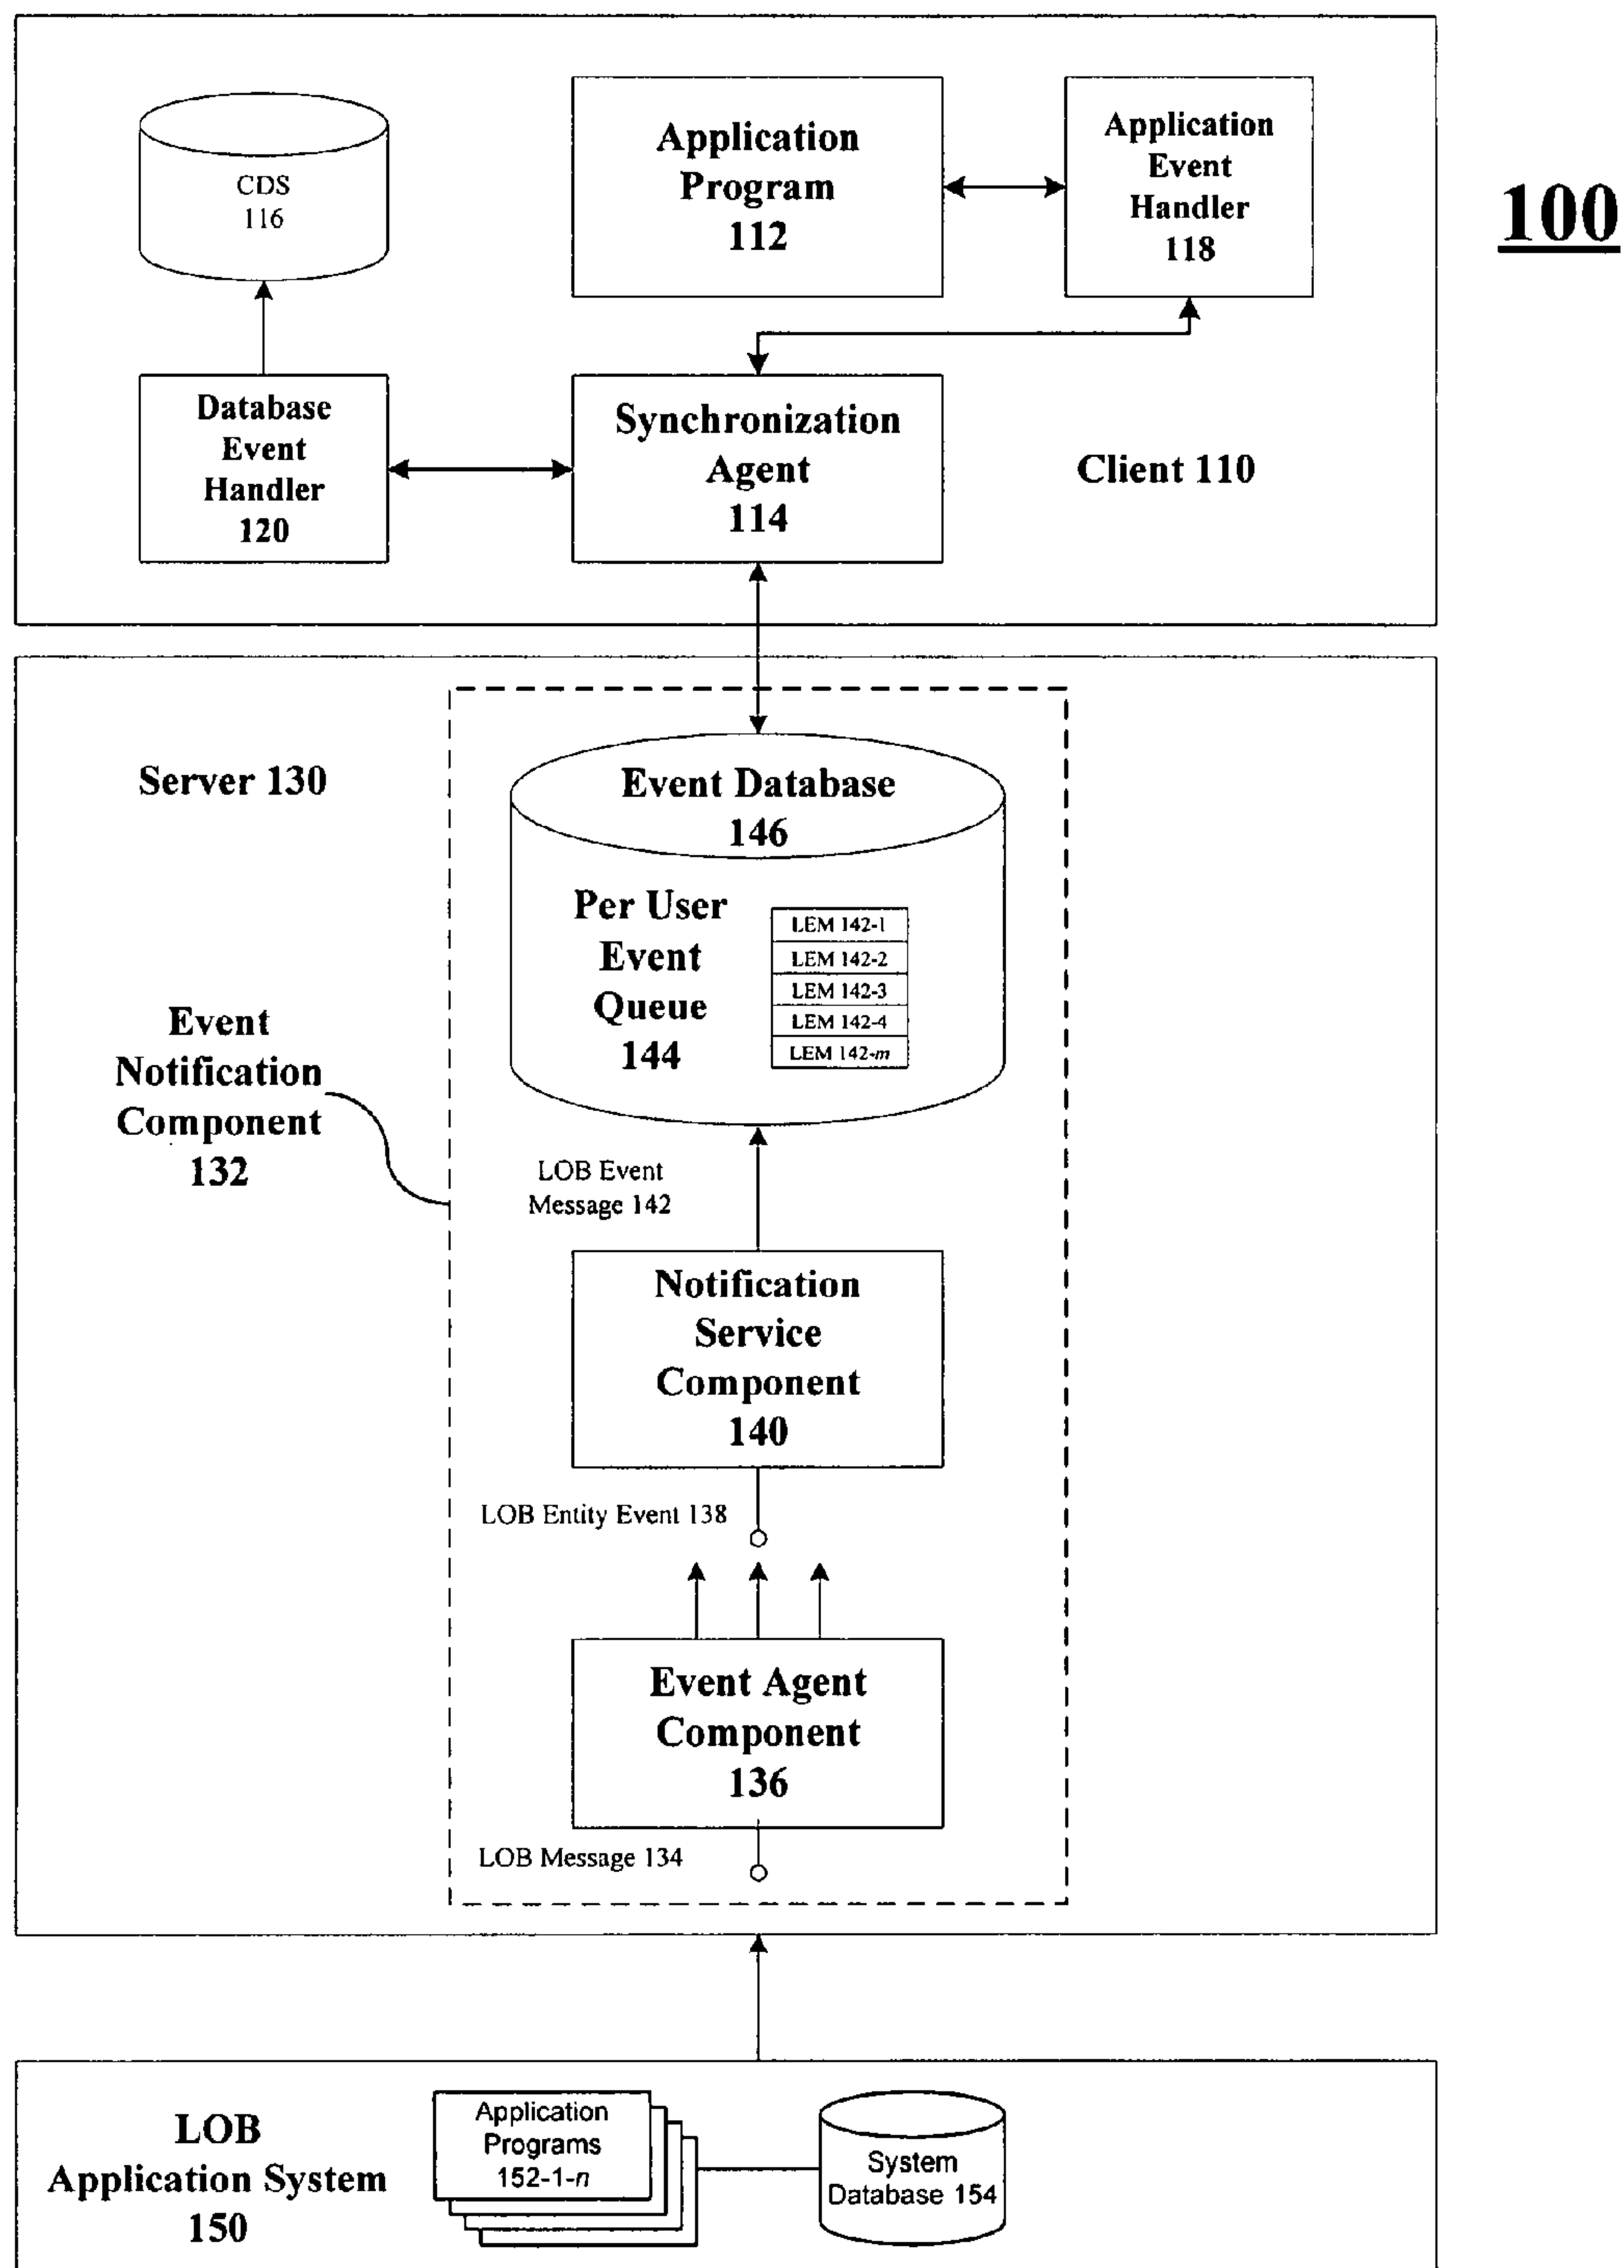 100
CDS
116
Application
Program
112
Application
Event
Handler
118
Database
Event
Handler
120
Synchronization
Agent
114
Client 110
Server 130
Event Database
146
Per User
Event
Queue
144
LEM 142-1
LEM 142-2
LEM 142-3
LEM 142-4
LEM 142-m
Event
Notification
Component
132
LOB Event
Message 142
Notification
Service
Component
140
LOB Entity Event 138
Event Agent
Component
136
LOB Message 134
LOB
Application System
150
Application
Programs
152-1-n
System
Database 154